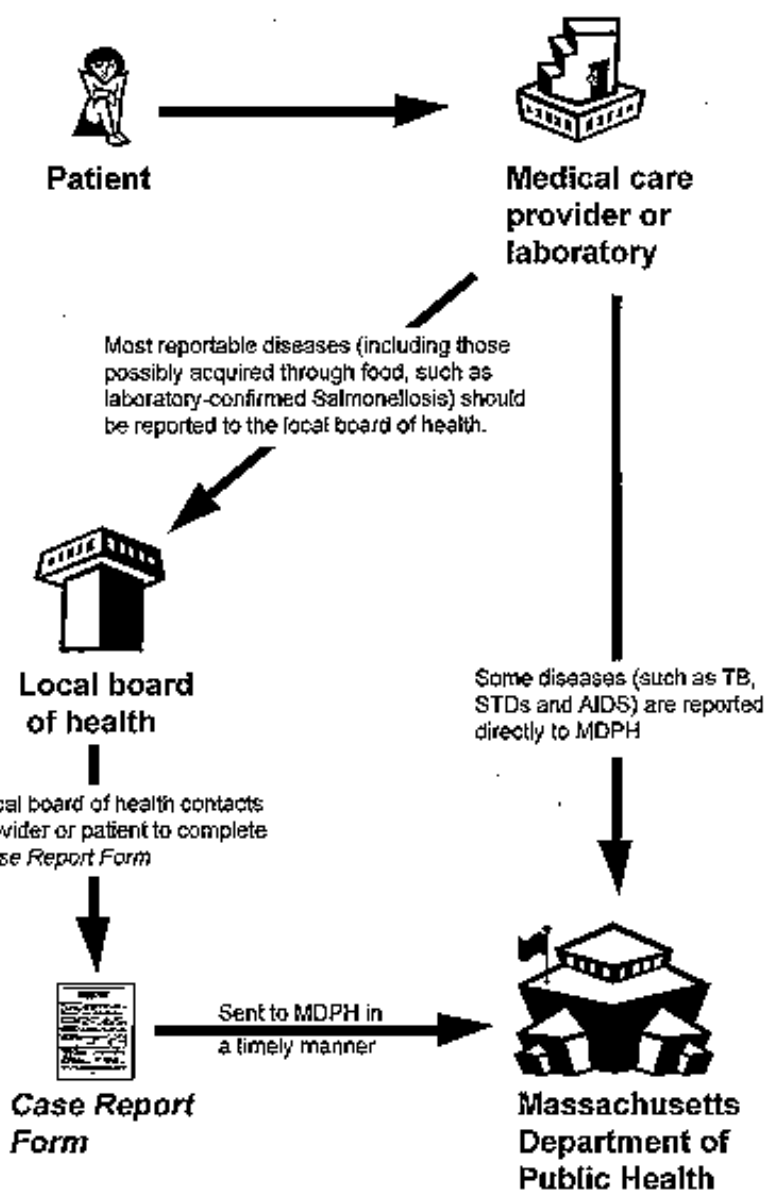 Patient
Medical care
provider or
laboratory
Most reportable diseases (including those
possibly acquired through food, such as
laboratory-confirmed Salmonellosis) should
be reported to the local board of health.
Local board
of health
Some diseases (such as TB,
STDs and AIDS) are reported
directly to MDPH
cal board of health contacts
vider or patient to complete
se Report Form
Sent to MDPH in
a timely manner
Case Report
Form
Massachusetts
Department of
Public Health